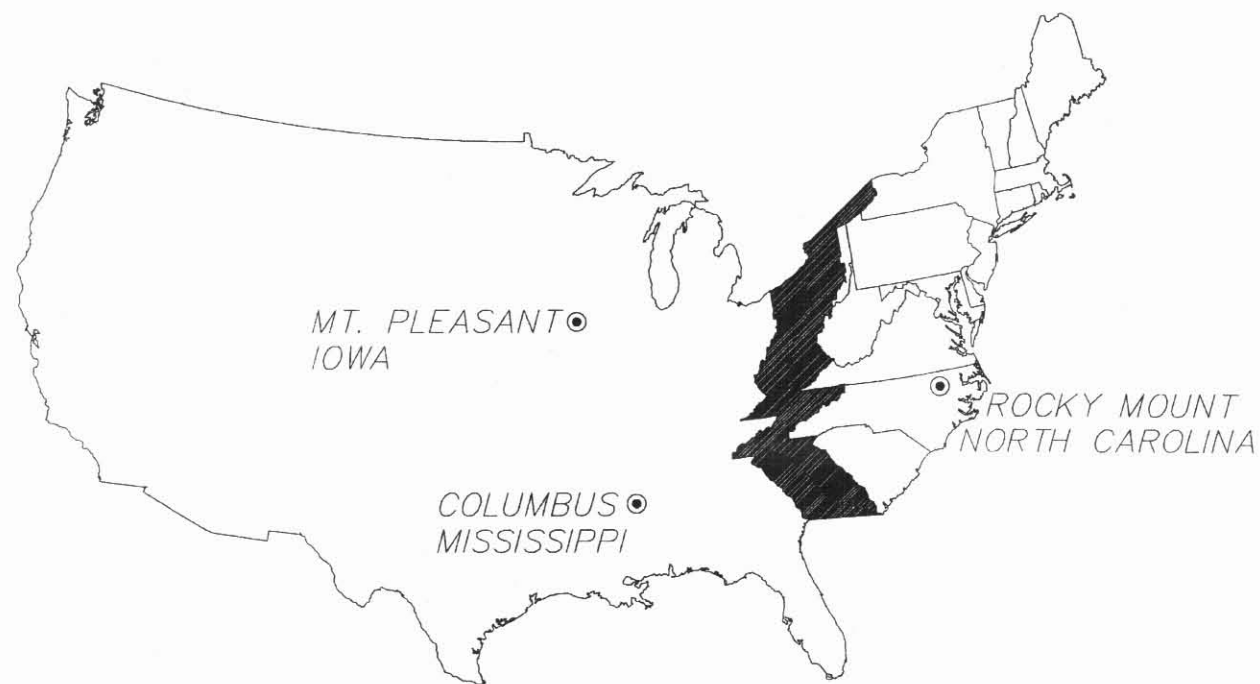 MT. PLEASANT
IOWA
ROCKY MOUNT
NORTH CAROLINA
COLUMBUS
MISSISSIPPI